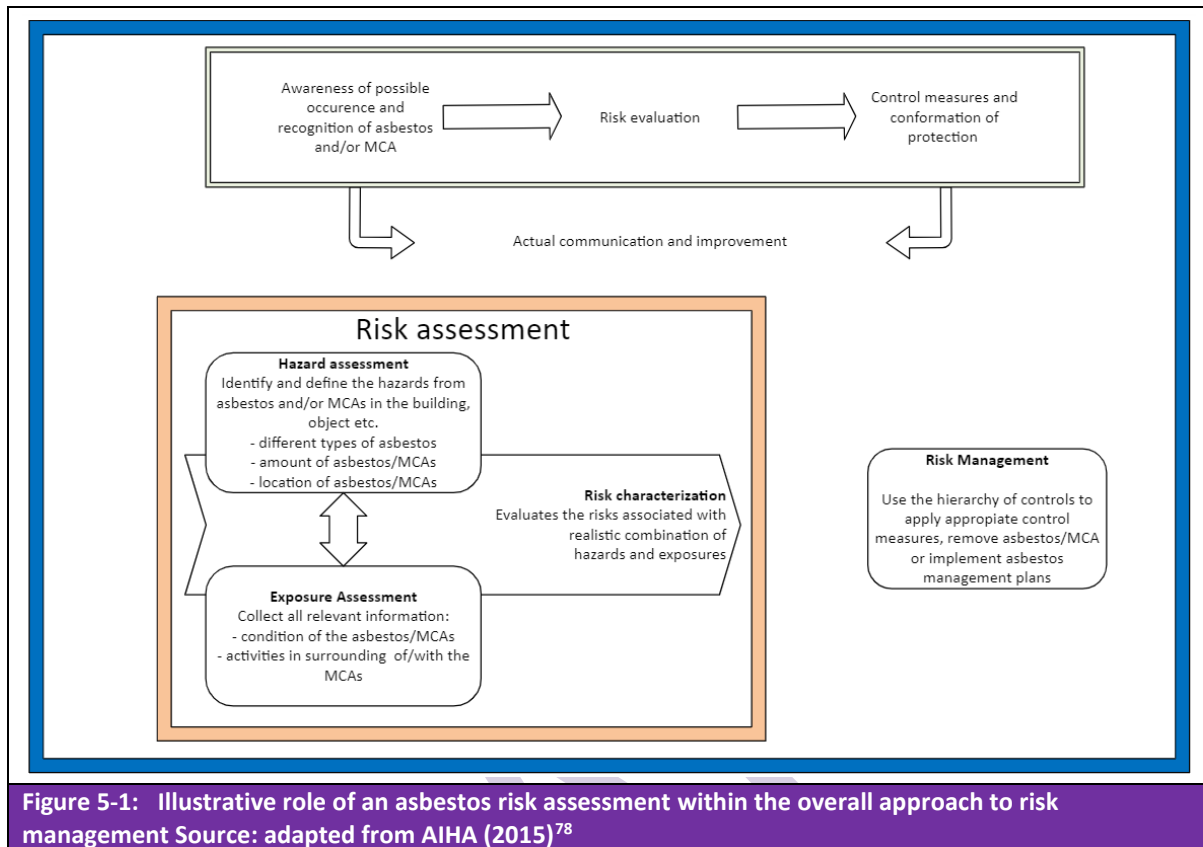 Awareness of possible
occurence and
recognition of asbestos
and/or MCA
Risk evaluation
Control measures and
conformation of
protection
Actual communication and improvement
Risk assessment
Hazard assessment
Identify and define the hazards from
asbestos and/or MCAs in the building,
object etc.
- different types of asbestos
- amount of asbestos/MCAs
- location of asbestos/MCAs
Risk characterization
Evaluates the risks associated with
realistic combination of
hazards and exposures
Exposure Assessment
Collect all relevant information:
- condition of the asbestos/MCAs
- activities in surrounding of/with the
MCAs
Risk Management
Use the hierarchy of controls to
apply appropiate control
measures, remove asbestos/MCA
or implement asbestos
management plans
Figure 5-1: Illustrative role of an asbestos risk assessment within the overall approach to risk
management Source: adapted from AIHA (2015)78